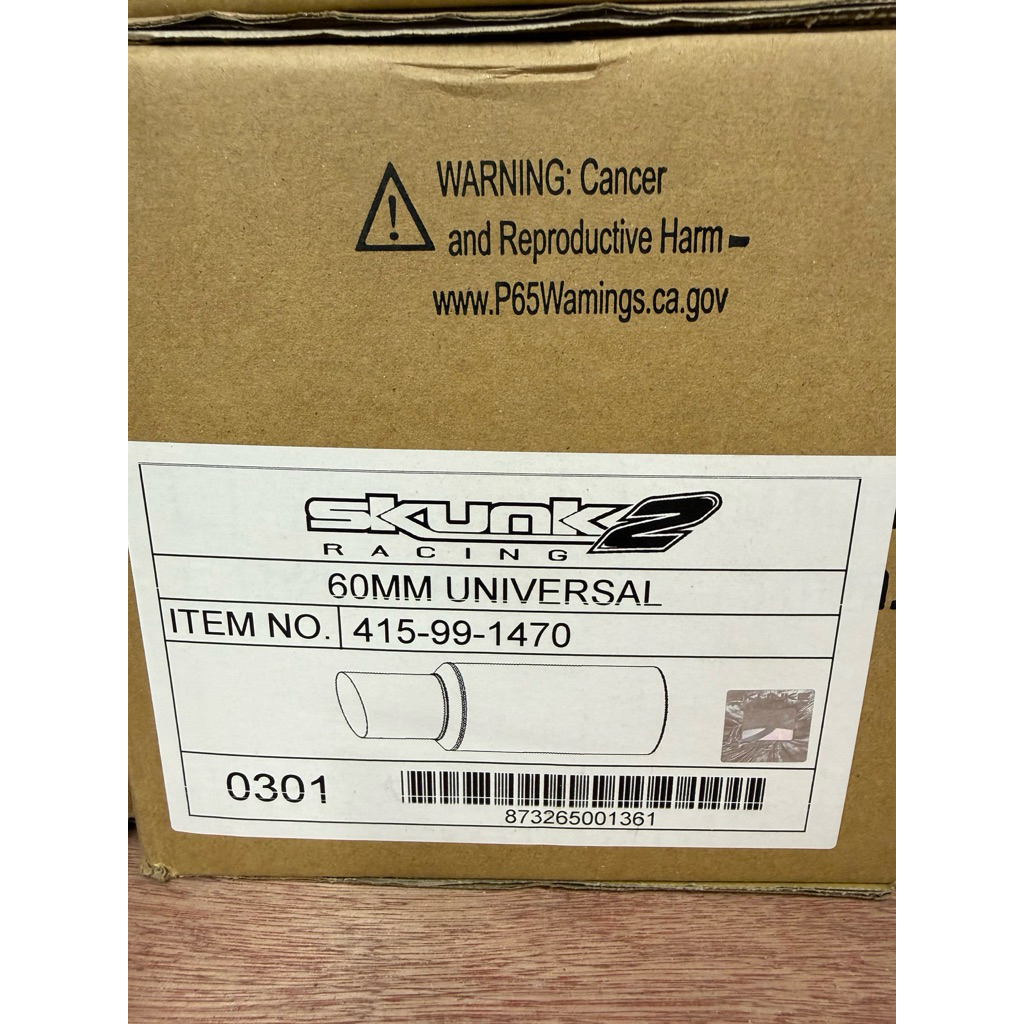 WARNING: Cancer
and Reproductive Harm -
www.P65Warnings.ca.gov
SKUNK2
RACING
60MM UNIVERSAL
ITEM NO. 415-99-1470
0301
873265001361